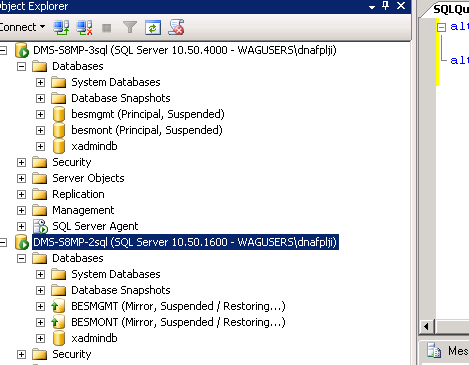 Object Explorer
Connect
DMS-S8MP-3sql (SQL Server 10.50.4000 - WAGUSERS\dnafplji)
Databases
System Databases
Database Snapshots
besmgmt (Principal, Suspended)
besmont (Principal, Suspended)
xadmindb
Security
Server Objects
Replication
Management
SQL Server Agent
DMS-S8MP-2sql (SQL Server 10.50.1600 - WAGUSERS\dnafplji)
Databases
System Databases
Database Snapshots
BESMGMT (Mirror, Suspended / Restoring...)
BESMONT (Mirror, Suspended / Restoring...)
xadmindb
Security
SQLQu
alt
alt
Mes